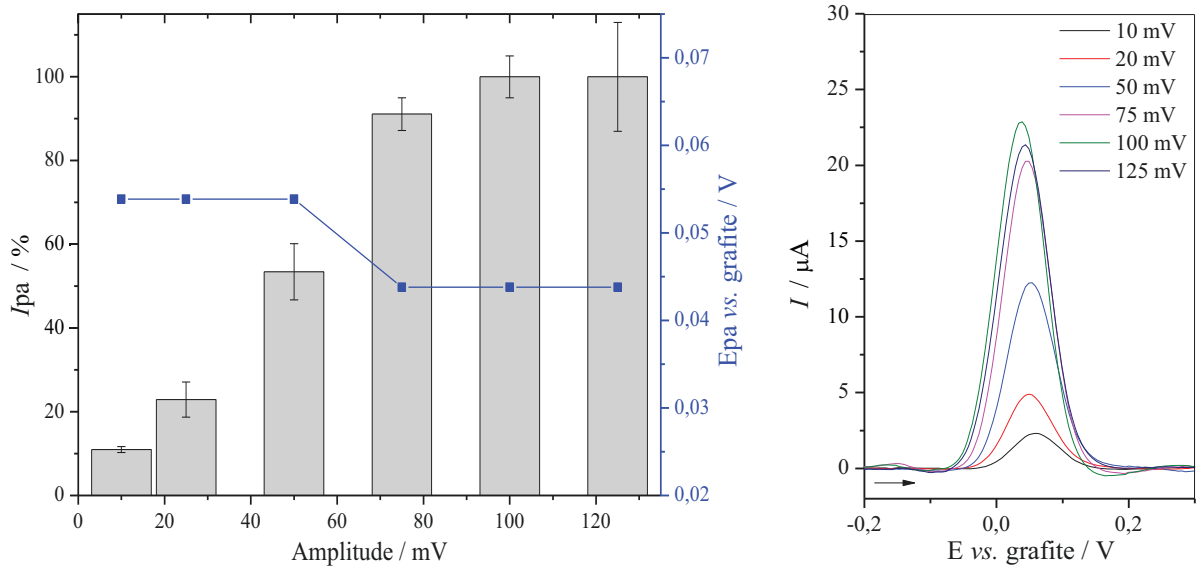 100
80
60
40
20
0
Ipa / %
0 20 40 60 80 100 120
Amplitude / mV
0,07
0,06
0,05
0,04
0,03
0,02
Epa vs. grafite / V
30
25
20
15
10
5
0
I / µA
10 mV
20 mV
50 mV
75 mV
100 mV
125 mV
-0,2 0,0 0,2
E vs. grafite / V